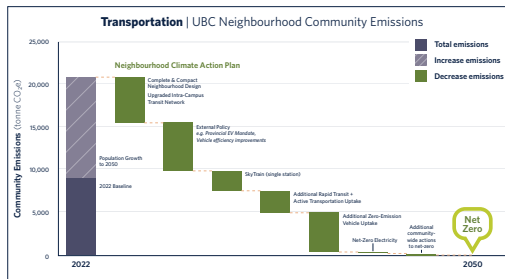 Transportation | UBC Neighbourhood Community Emissions
Total emissions
Increase emissions
Decrease emissions
Community Emissions (tonne CO₂e)
25,000
20,000
15,000
10,000
5,000
0
Neighbourhood Climate Action Plan
Complete & Compact
Neighbourhood Design
Upgraded Intra-Campus
Transit Network
External Policy
e.g. Provincial EV Mandate,
Vehicle efficiency improvements
Population Growth
to 2050
2022 Baseline
SkyTrain (single station)
Additional Rapid Transit +
Active Transportation Uptake
Additional Zero-Emission
Vehicle Uptake
Net-Zero Electricity
Additional
community-
wide actions
to net-zero
Net
Zero
2022
2050